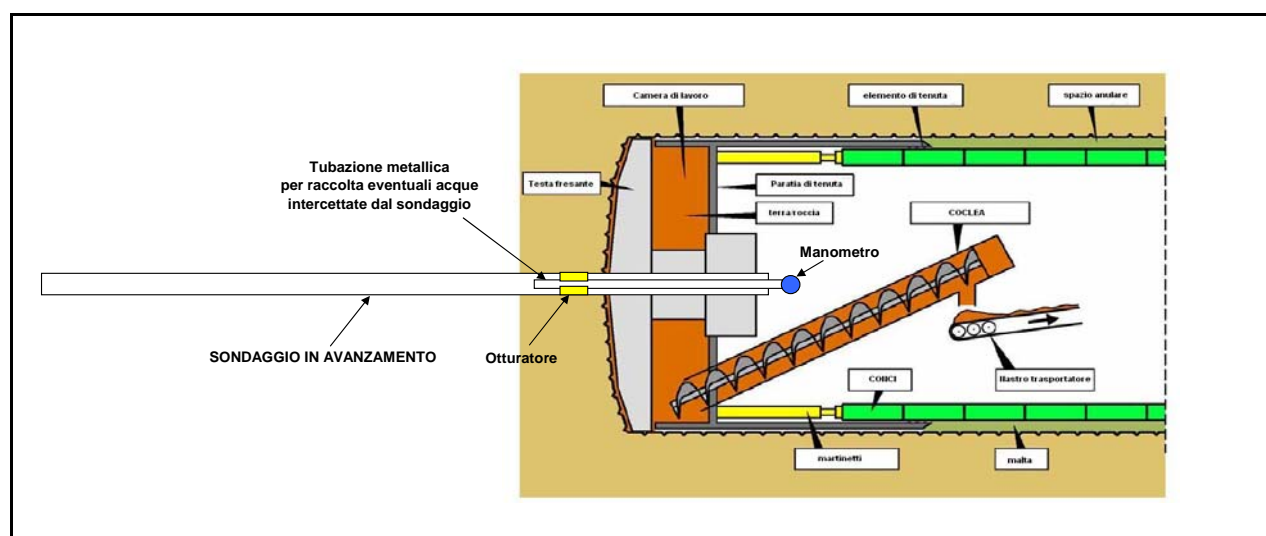 Camera di lavoro
elemento di tenuta
spazio anulare
Tubazione metallica
per raccolta eventuali acque
intercettate dal sondaggio
Testa fresante
Paratia di tenuta
terra roccia
COCLEA
Manometro
SONDAGGIO IN AVANZAMENTO
Otturatore
CONCI
Nastro trasportatore
martinetti
malta